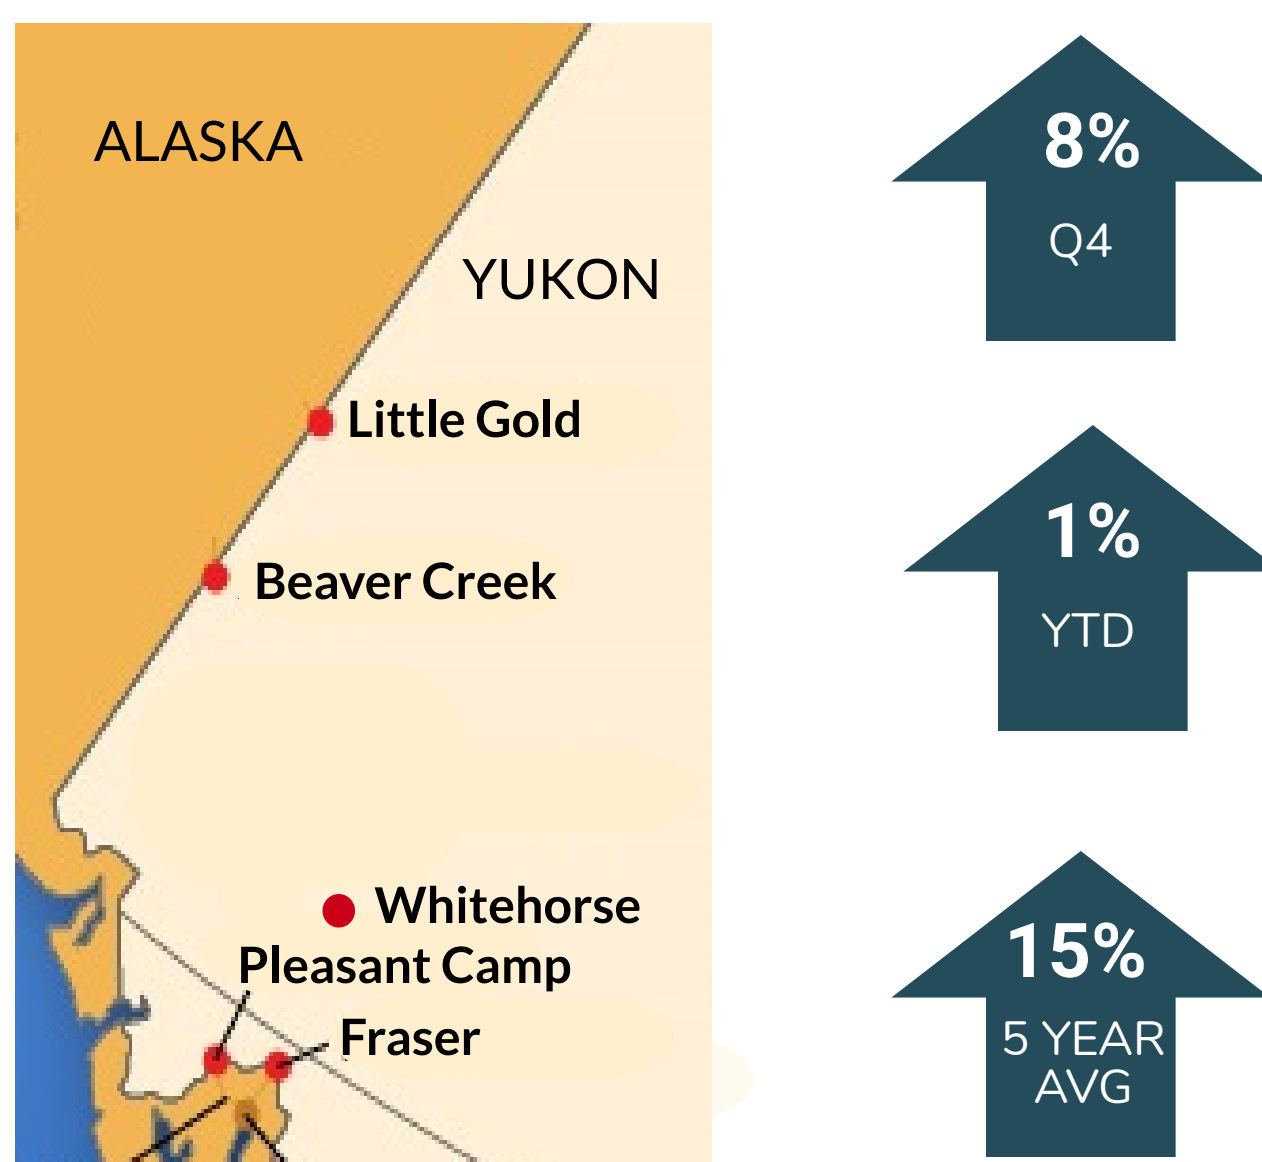 ALASKA
YUKON
Little Gold
Beaver Creek
Whitehorse
Pleasant Camp
Fraser
8%
Q4
1%
YTD
15%
5 YEAR
AVG